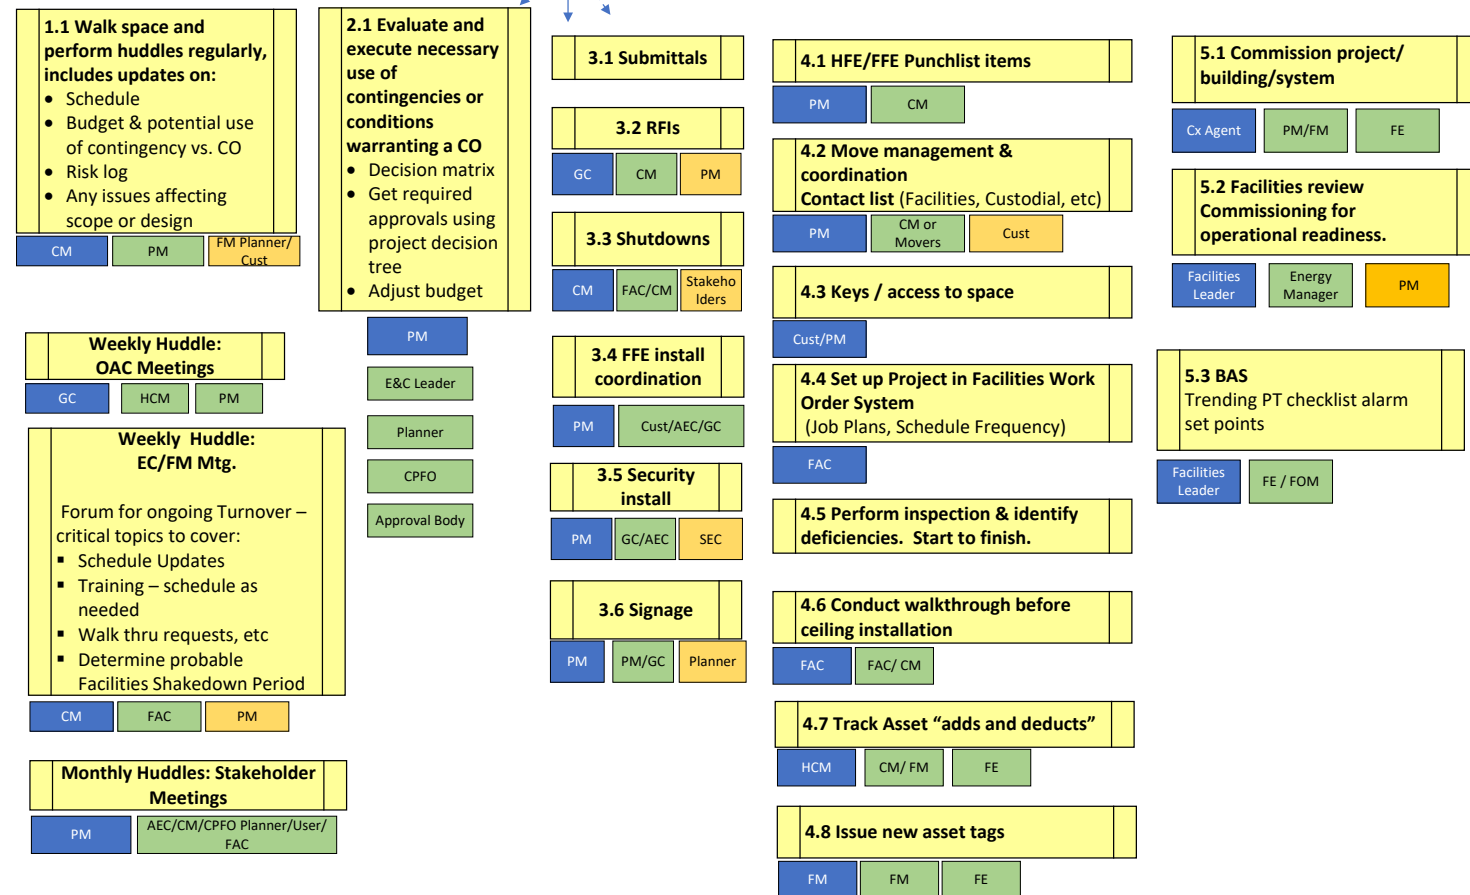 1.1 Walk space and
perform huddles regularly,
includes updates on:
• Schedule
• Budget & potential use
of contingency vs. CO
• Risk log
• Any issues affecting
scope or design
CM
PM
FM Planner/
Cust
Weekly Huddle:
OAC Meetings
GC
HCM
PM
Weekly Huddle:
EC/FM Mtg.
Forum for ongoing Turnover –
critical topics to cover:
▪ Schedule Updates
▪ Training – schedule as
needed
▪ Walk thru requests, etc
▪ Determine probable
Facilities Shakedown Period
CM
FAC
PM
Monthly Huddles: Stakeholder
Meetings
PM
AEC/CM/CPFO Planner/User/
FAC
2.1 Evaluate and
execute necessary
use of
contingencies or
conditions
warranting a CO
• Decision matrix
• Get required
approvals using
project decision
tree
• Adjust budget
PM
E&C Leader
Planner
CPFO
Approval Body
3.1 Submittals
3.2 RFIs
GC
CM
PM
3.3 Shutdowns
CM
FAC/CM
Stakeho
lders
3.4 FFE install
coordination
PM
Cust/AEC/GC
3.5 Security
install
PM
GC/AEC
SEC
3.6 Signage
PM
PM/GC
Planner
4.1 HFE/FFE Punchlist items
PM
CM
4.2 Move management &
coordination
Contact list (Facilities, Custodial, etc)
PM
CM or
Movers
Cust
4.3 Keys / access to space
Cust/PM
4.4 Set up Project in Facilities Work
Order System
(Job Plans, Schedule Frequency)
FAC
4.5 Perform inspection & identify
deficiencies. Start to finish.
4.6 Conduct walkthrough before
ceiling installation
FAC
FAC/ CM
4.7 Track Asset “adds and deducts”
HCM
CM/ FM
FE
4.8 Issue new asset tags
FM
FM
FE
5.1 Commission project/
building/system
Cx Agent
PM/FM
FE
5.2 Facilities review
Commissioning for
operational readiness.
Facilities
Leader
Energy
Manager
PM
5.3 BAS
Trending PT checklist alarm
set points
Facilities
Leader
FE / FOM